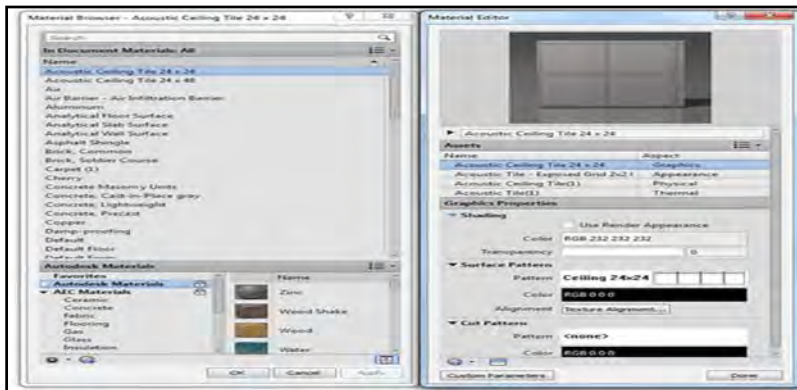 Material Browser - Acoustic Ceiling Tile 24 x 24
Search
In Document Materials: All
Name
Acoustic Ceiling Tile 24 x 24
Acoustic Ceiling Tile 24 x 48
Air
Air Barrier - Air Infiltration Barrier
Aluminum
Analytical Floor Surface
Analytical Slab Surface
Analytical Wall Surface
Asphalt Shingle
Brick, Common
Brick, Soldier Course
Carpet (1)
Cherry
Concrete Masonry Units
Concrete, Cast-in-Place gray
Concrete, Lightweight
Concrete, Precast
Copper
Damp-proofing
Default
Default Floor
Autodesk Materials
Favorites
Autodesk Materials
AEC Materials
Ceramic
Concrete
Fabric
Flooring
Gas
Glass
Insulation
Name
Zinc
Wood Shake
Wood
Water
OK Cancel Apply
Material Editor
Acoustic Ceiling Tile 24 x 24
Assets
Name Aspect
Acoustic Ceiling Tile 24 x 24 Graphics
Acoustic Tile - Exposed Grid 2x2 Appearance
Acoustic Ceiling Tile(1) Physical
Acoustic Tile(1) Thermal
Graphics Properties
Shading
Use Render Appearance
Color RGB 232 232 232
Transparency 0
Surface Pattern
Pattern Ceiling 24x24
Color RGB 0 0 0
Alignment Texture Alignment...
Cut Pattern
Pattern <none>
Color RGB 0 0 0
Custom Parameters Done